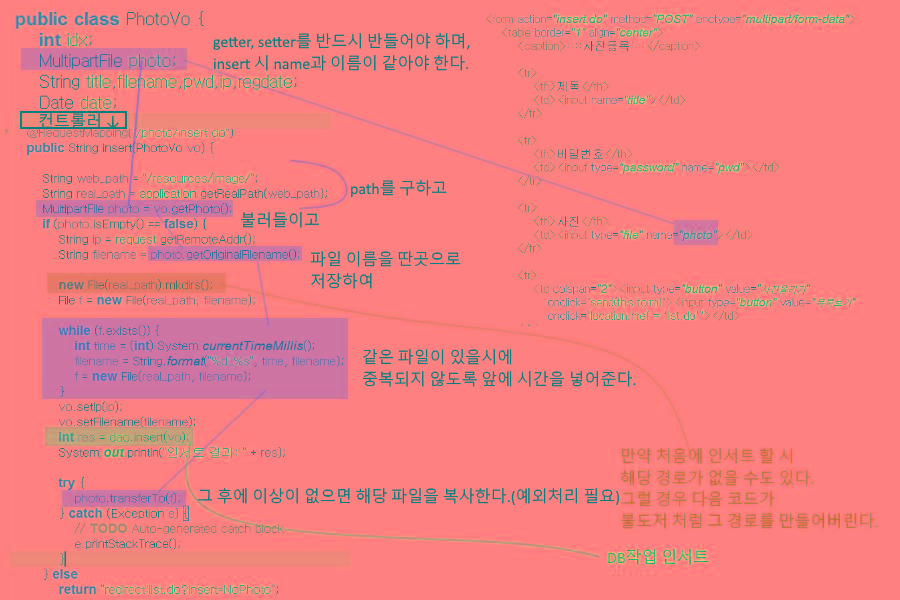 public class PhotoVo {
int idx;
MultipartFile photo;
String title,filename,pwd,ip,regdate;
Date date;
getter, setter를 반드시 반들어야 하며,
insert 시 name과 이름이 같아야 한다.
컨트롤러 ↓
@RequestMapping("/photo/insert.do")
public String insert(PhotoVo vo) {
String web_path = "/resources/image/";
String real_path = application.getRealPath(web_path);
path를 구하고
MultipartFile photo = vo.getPhoto();
불러들이고
if (photo.isEmpty() == false) {
String ip = request.getRemoteAddr();
String filename = photo.getOriginalFilename();
파일 이름을 딴곳으로
저장하여
new File(real_path).mkdirs();
File f = new File(real_path, filename);
while (f.exists()) {
int time = (int) System.currentTimeMillis();
filename = String.format("%d_%s", time, filename);
f = new File(real_path, filename);
}
같은 파일이 있을시에
중복되지 않도록 앞에 시간을 넣어준다.
vo.setIp(ip);
vo.setFilename(filename);
int res = dao.insert(vo);
System.out.println("인서트 결과 : " + res);
try {
photo.transferTo(f);
그 후에 이상이 없으면 해당 파일을 복사한다.(예외처리 필요)
} catch (Exception e) {
// TODO Auto-generated catch block
e.printStackTrace();
}
} else
return "redirect:list.do?insert=NoPhoto";
<form action="insert.do" method="POST" enctype="multipart/form-data">
<table border="1" align="center">
<caption>:::사진등록:::</caption>
<tr>
<th>제목</th>
<td><input name="title"></td>
</tr>
<tr>
<th>비밀번호</th>
<td><input type="password" name="pwd"></td>
</tr>
<tr>
<th>사진</th>
<td><input type="file" name="photo"></td>
</tr>
<tr>
<td colspan="2"><input type="button" value="사진올리기"
onclick="send(this.form)"> <input type="button" value="목록보기"
onclick="location.href = 'list.do'"></td>
만약 처음에 인서트 할 시
해당 경로가 없을 수도 있다.
그럴 경우 다음 코드가
불도저 처럼 그 경로를 만들어버린다.
DB작업 인서트